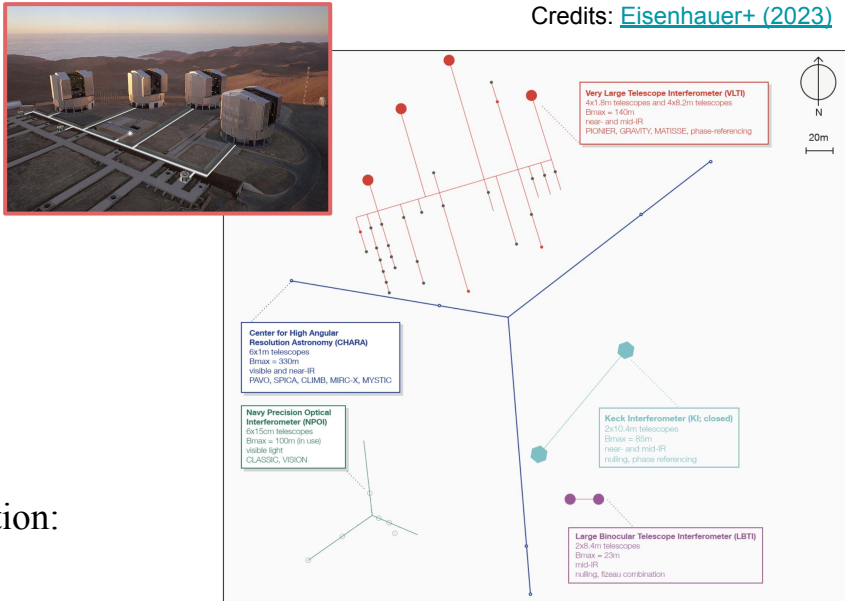 Credits: Eisenhauer+ (2023)
Very Large Telescope Interferometer (VLTI)
4x1.8m telescopes and 4x8.2m telescopes
Bmax = 140m
near- and mid-IR
PIONIER, GRAVITY, MATISSE, phase-referencing
N
20m
Center for High Angular
Resolution Astronomy (CHARA)
6x1m telescopes
Bmax = 330m
visible and near-IR
PAVO, SPICA, CLIMB, MIRC-X, MYSTIC
Navy Precision Optical
Interferometer (NPOI)
6x15cm telescopes
Bmax = 100m (in use)
visible light
CLASSIC, VISION
Keck Interferometer (KI; closed)
2x10.4m telescopes
Bmax = 85m
near- and mid-IR
nulling, phase referencing
tion:
Large Binocular Telescope Interferometer (LBTI)
2x8.4m telescopes
Bmax = 23m
mid-IR
nulling, fizeau combination